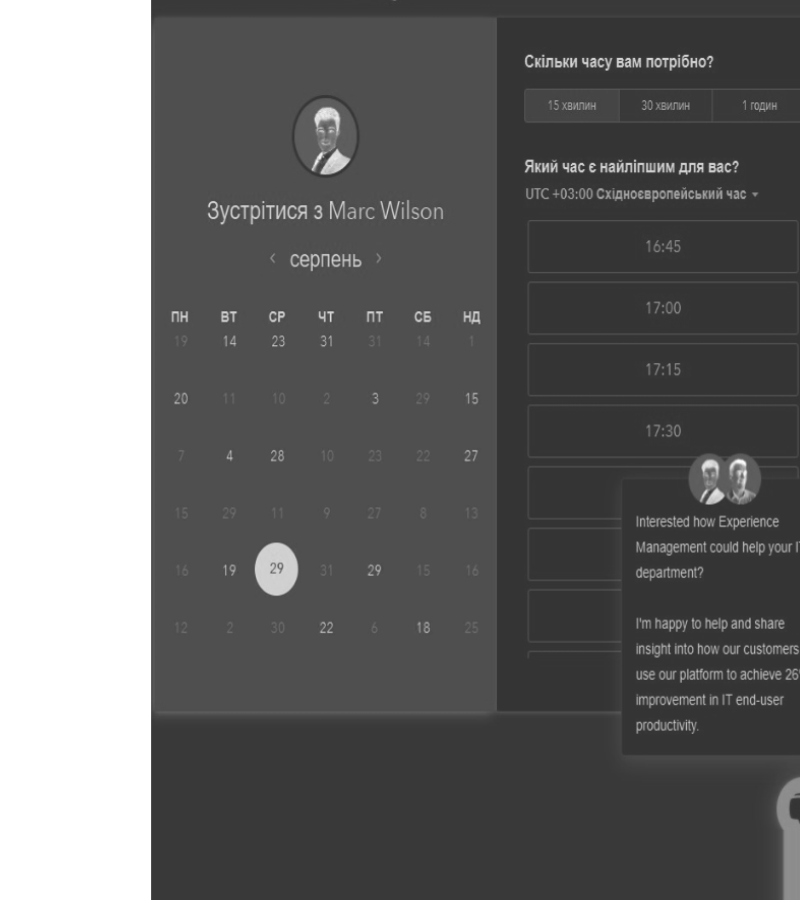 Зустрітися з Marc Wilson
‹ серпень ›
ПН ВТ СР ЧТ ПТ СБ НД
19 14 23 31 31 14 1
20 11 10 2 3 29 15
7 4 28 10 23 22 27
15 29 11 9 27 8 13
16 19 29 31 29 15 16
12 2 30 22 6 18 25
Скільки часу вам потрібно?
15 хвилин 30 хвилин 1 годин
Який час є найліпшим для вас?
UTC +03:00 Східноєвропейський час
16:45
17:00
17:15
17:30
Interested how Experience
Management could help your I
department?
I'm happy to help and share
insight into how our customers
use our platform to achieve 26
improvement in IT end-user
productivity.